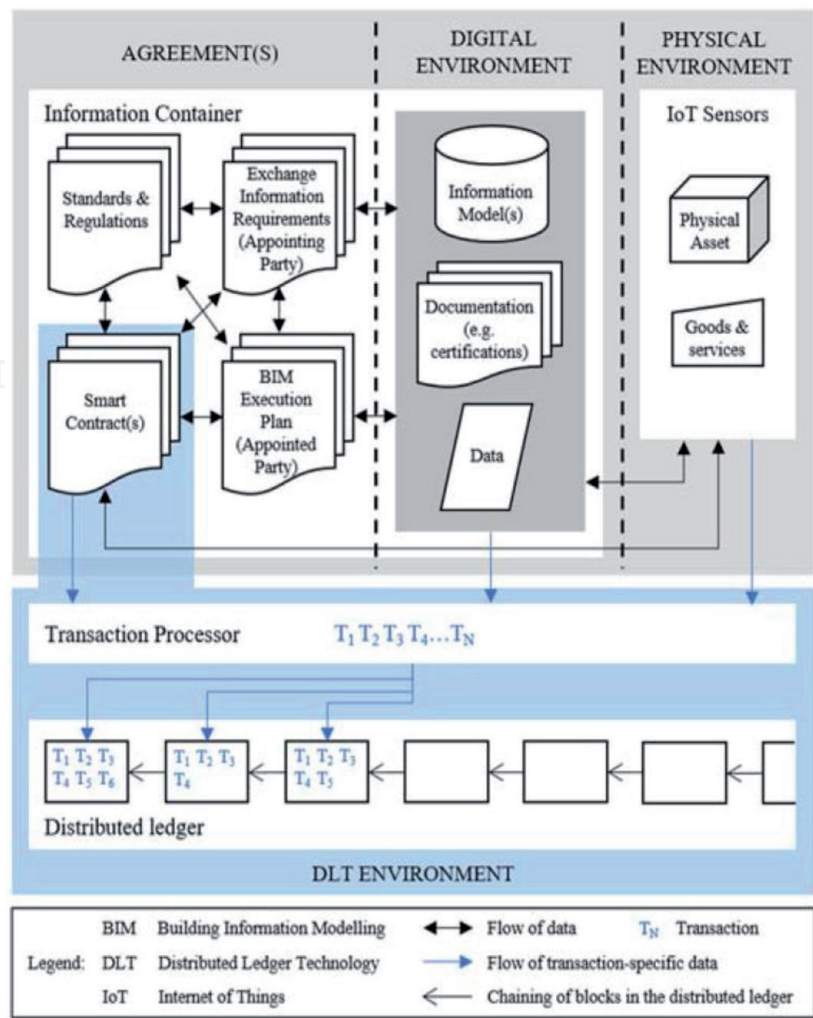 AGREEMENT(S)
DIGITAL
ENVIRONMENT
PHYSICAL
ENVIRONMENT
Information Container
IoT Sensors
Standards &
Regulations
Exchange
Information
Requirements
(Appointing
Party)
Information
Model(s)
Physical
Asset
Documentation
(e.g.
certifications)
Goods &
services
Smart
Contract(s)
BIM
Execution
Plan
(Appointed
Party)
Data
Transaction Processor
T₁ T₂ T₃ T₄…T_N
T₁ T₂ T₃
T₄ T₅ T₆
T₁ T₂ T₃
T₄
T₁ T₂ T₃
T₄ T₅
Distributed ledger
DLT ENVIRONMENT
BIM Building Information Modelling Flow of data T_N Transaction
Legend: DLT Distributed Ledger Technology Flow of transaction-specific data
IoT Internet of Things Chaining of blocks in the distributed ledger